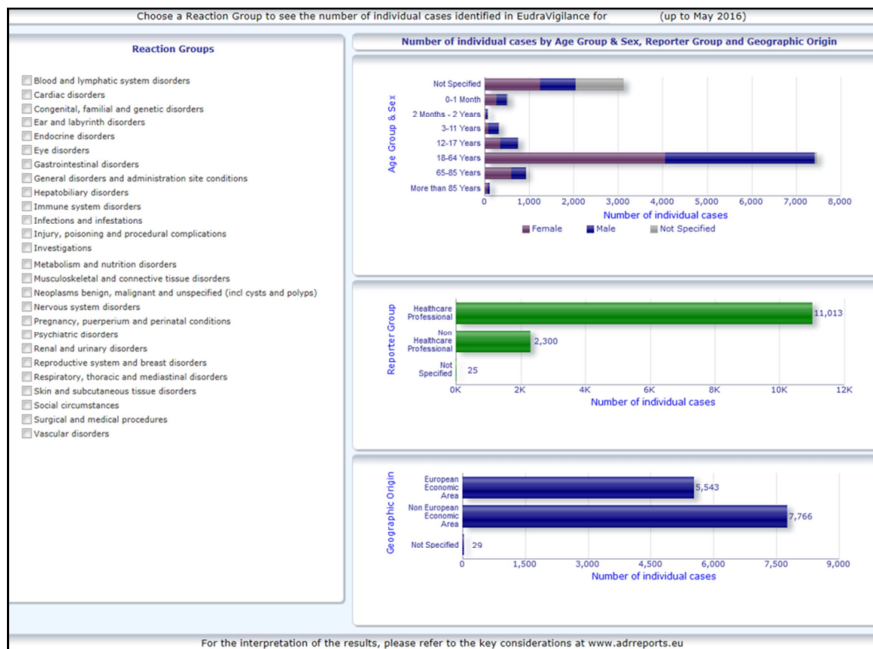 Choose a Reaction Group to see the number of individual cases identified in EudraVigilance for (up to May 2016)
Reaction Groups
Blood and lymphatic system disorders
Cardiac disorders
Congenital, familial and genetic disorders
Ear and labyrinth disorders
Endocrine disorders
Eye disorders
Gastrointestinal disorders
General disorders and administration site conditions
Hepatobiliary disorders
Immune system disorders
Infections and infestations
Injury, poisoning and procedural complications
Investigations
Metabolism and nutrition disorders
Musculoskeletal and connective tissue disorders
Neoplasms benign, malignant and unspecified (incl cysts and polyps)
Nervous system disorders
Pregnancy, puerperium and perinatal conditions
Psychiatric disorders
Renal and urinary disorders
Reproductive system and breast disorders
Respiratory, thoracic and mediastinal disorders
Skin and subcutaneous tissue disorders
Social circumstances
Surgical and medical procedures
Vascular disorders
Number of individual cases by Age Group & Sex, Reporter Group and Geographic Origin
Age Group & Sex
Not Specified
0-1 Month
2 Months - 2 Years
3-11 Years
12-17 Years
18-64 Years
65-85 Years
More than 85 Years
0 1,000 2,000 3,000 4,000 5,000 6,000 7,000 8,000
Number of individual cases
Female Male Not Specified
Reporter Group
Healthcare
Professional
11,013
Non
Healthcare
Professional
2,300
Not
Specified
25
0K 2K 4K 6K 8K 10K 12K
Number of individual cases
Geographic Origin
European
Economic
Area
5,543
Non European
Economic
Area
7,766
Not Specified
29
0 1,500 3,000 4,500 6,000 7,500 9,000
Number of individual cases
For the interpretation of the results, please refer to the key considerations at www.adrreports.eu